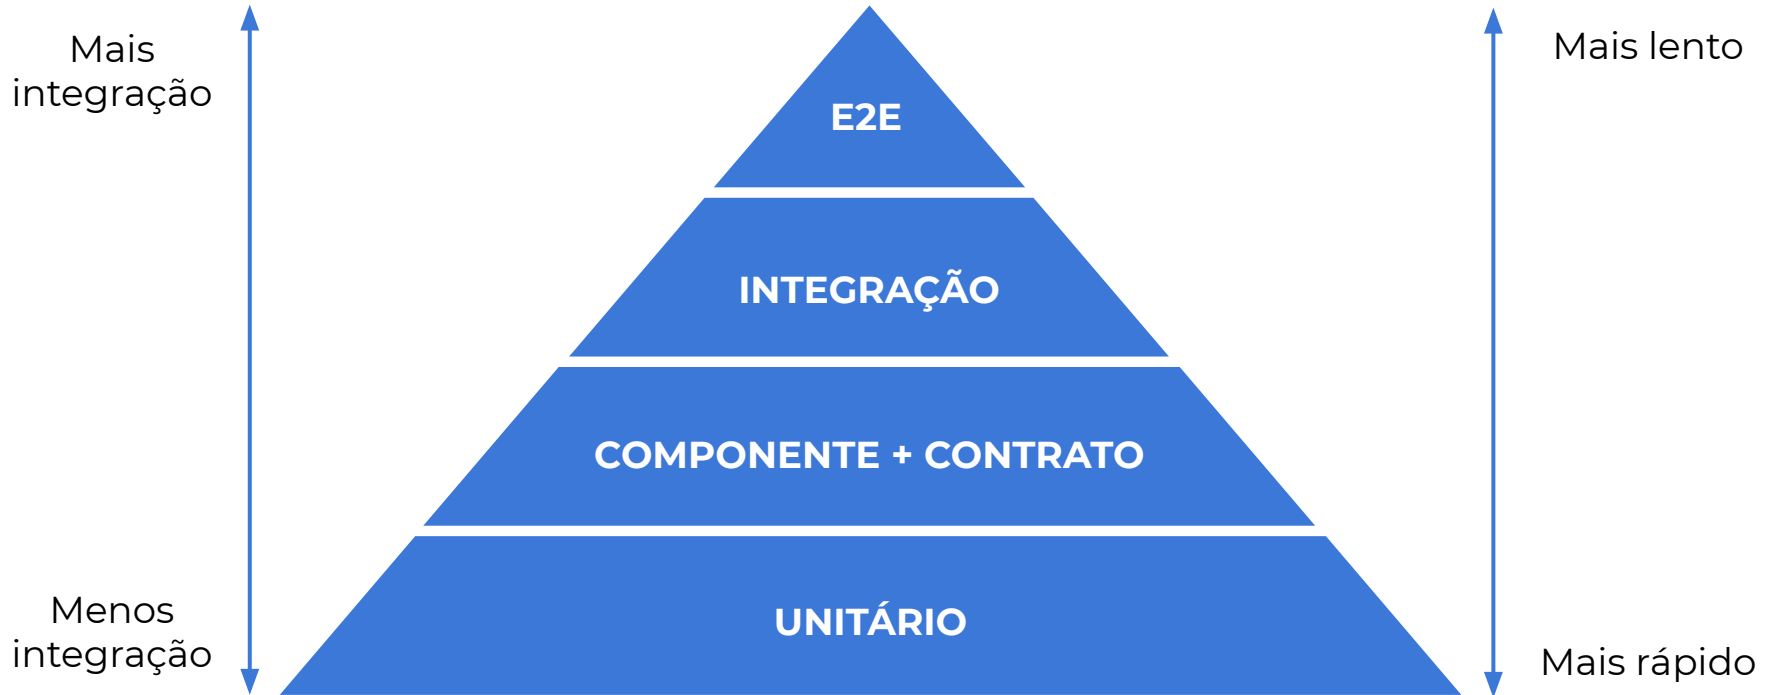 Mais
integração
Mais lento
E2E
INTEGRAÇÃO
COMPONENTE + CONTRATO
UNITÁRIO
Menos
integração
Mais rápido